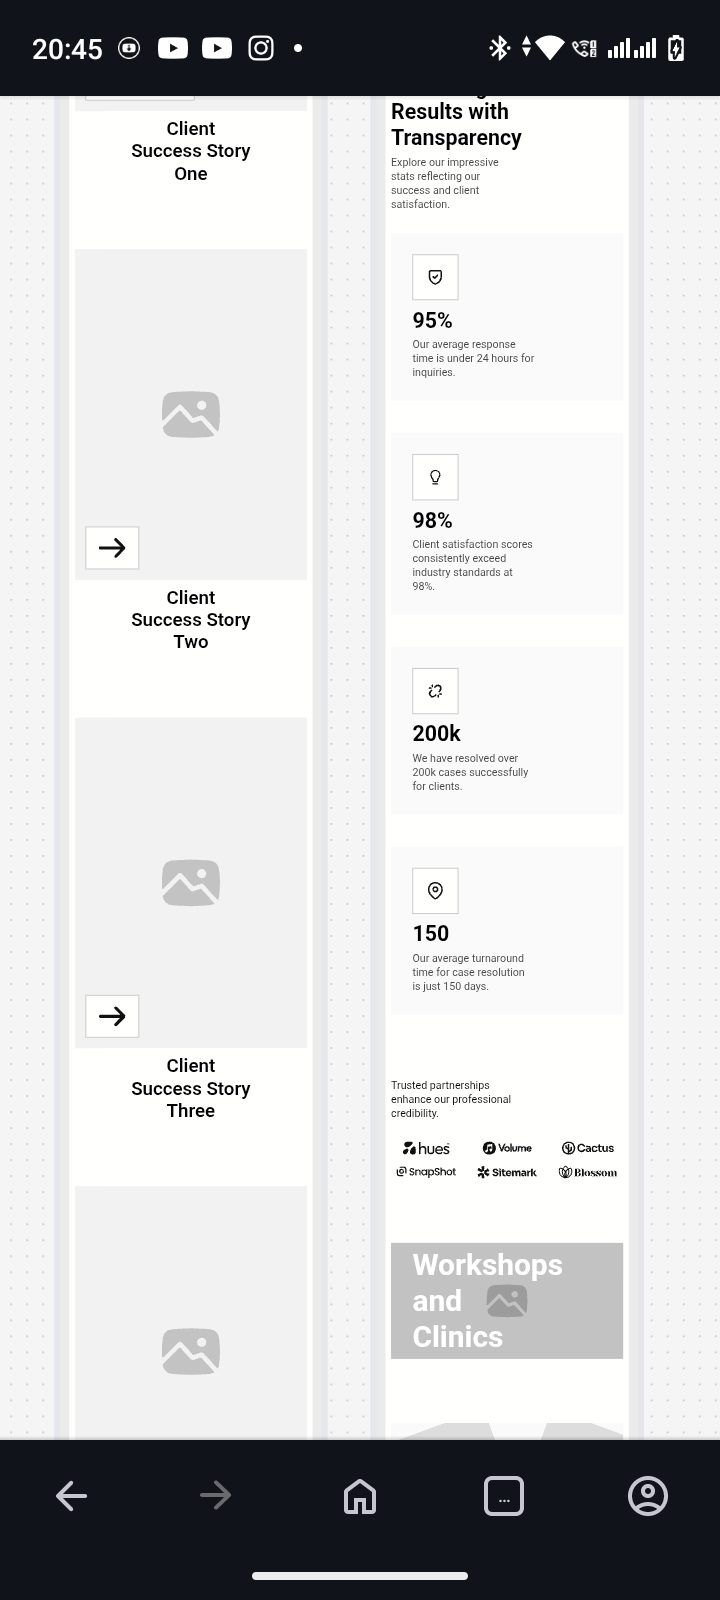 20:45
Client
Success Story
One
Client
Success Story
Two
Client
Success Story
Three
Results with
Transparency
Explore our impressive
stats reflecting our
success and client
satisfaction.
95%
Our average response
time is under 24 hours for
inquiries.
98%
Client satisfaction scores
consistently exceed
industry standards at
98%.
200k
We have resolved over
200k cases successfully
for clients.
150
Our average turnaround
time for case resolution
is just 150 days.
Trusted partnerships
enhance our professional
credibility.
hues Volume Cactus
SnapShot Sitemark Blossom
Workshops
and
Clinics
...